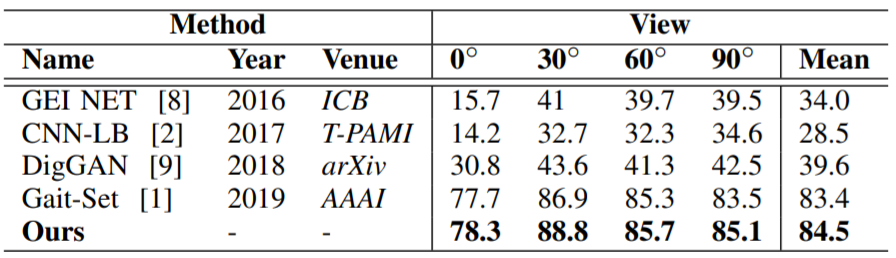 Method View
Name Year Venue 0° 30° 60° 90° Mean
GEI NET [8] 2016 ICB 15.7 41 39.7 39.5 34.0
CNN-LB [2] 2017 T-PAMI 14.2 32.7 32.3 34.6 28.5
DigGAN [9] 2018 arXiv 30.8 43.6 41.3 42.5 39.6
Gait-Set [1] 2019 AAAI 77.7 86.9 85.3 83.5 83.4
Ours - - 78.3 88.8 85.7 85.1 84.5